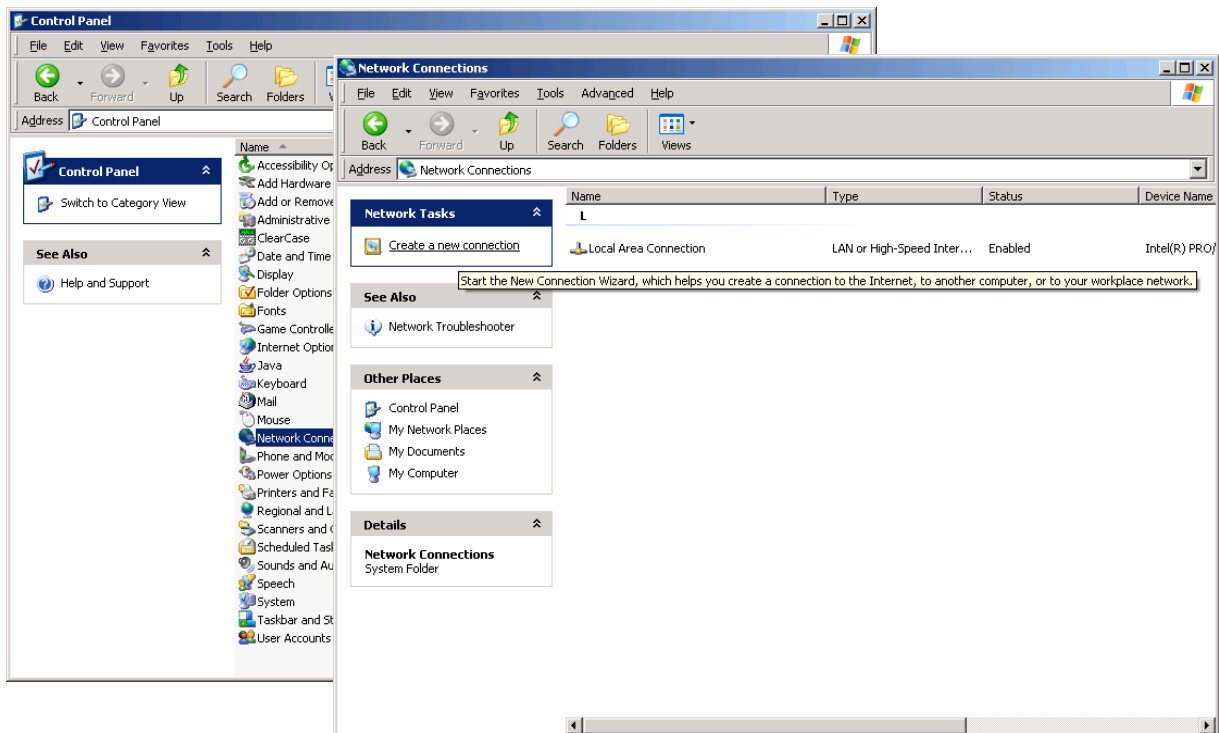 Control Panel
File Edit View Favorites Tools Help
Back Forward Up Search Folders
Address Control Panel
Control Panel
Switch to Category View
See Also
Help and Support
Name
Accessibility Op
Add Hardware
Add or Remove
Administrative
ClearCase
Date and Time
Display
Folder Options
Fonts
Game Controlle
Internet Option
Java
Keyboard
Mail
Mouse
Network Conne
Phone and Mod
Power Options
Printers and Fa
Regional and L
Scanners and
Scheduled Task
Sounds and Au
Speech
System
Taskbar and St
User Accounts
Network Connections
File Edit View Favorites Tools Advanced Help
Back Forward Up Search Folders Views
Address Network Connections
Network Tasks
Create a new connection
See Also
Network Troubleshooter
Other Places
Control Panel
My Network Places
My Documents
My Computer
Details
Network Connections
System Folder
Name Type Status Device Name
L
Local Area Connection LAN or High-Speed Inter... Enabled Intel(R) PRO/
Start the New Connection Wizard, which helps you create a connection to the Internet, to another computer, or to your workplace network.